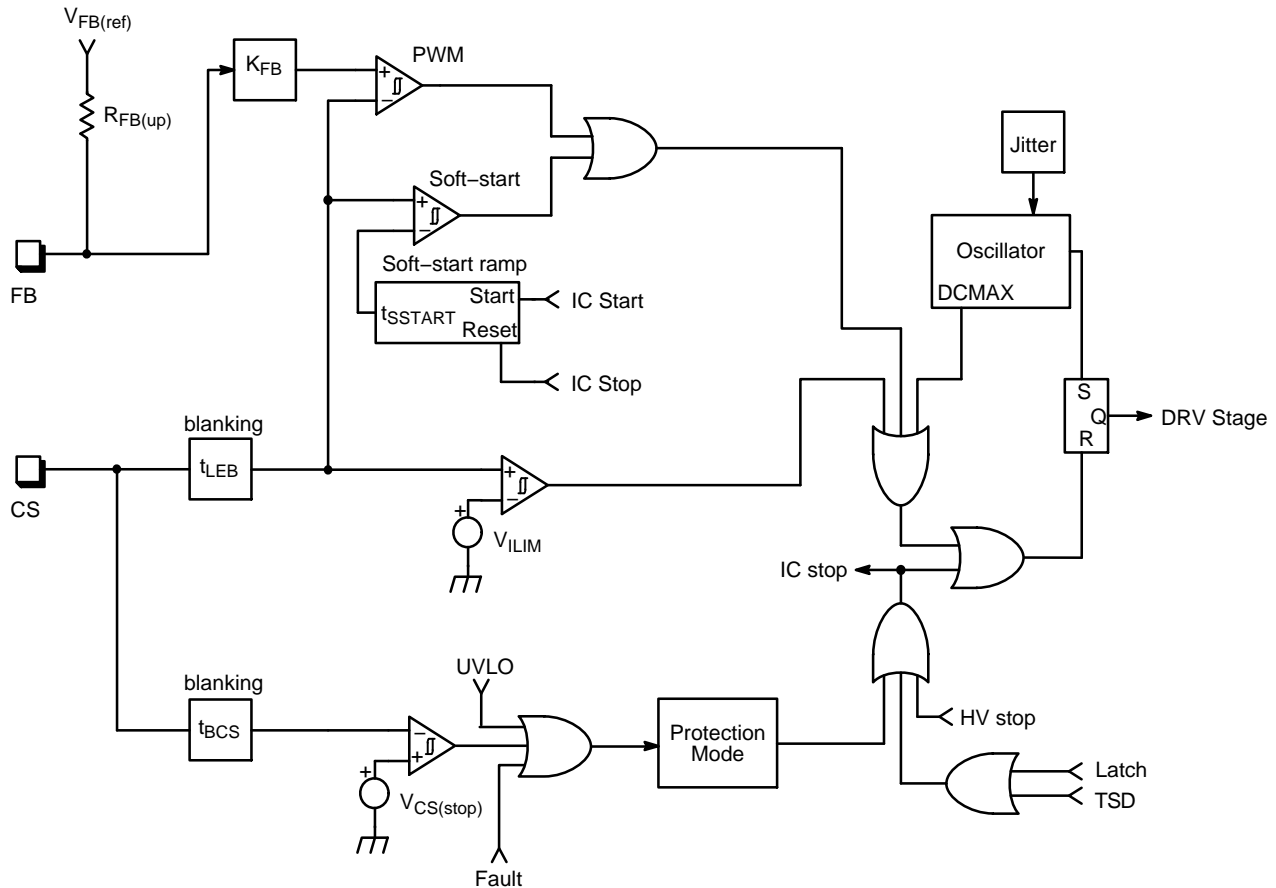 VFB(ref)
KFB
+
−
PWM
RFB(up)
Jitter
Soft−start
+
−
Oscillator
DCMAX
FB
Soft−start ramp
tSSTART
Start
Reset
IC Start
IC Stop
S
Q
R
DRV Stage
blanking
tLEB
CS
+
−
+
VILIM
IC stop
UVLO
blanking
tBCS
−
+
+
VCS(stop)
Protection
Mode
HV stop
Latch
TSD
Fault